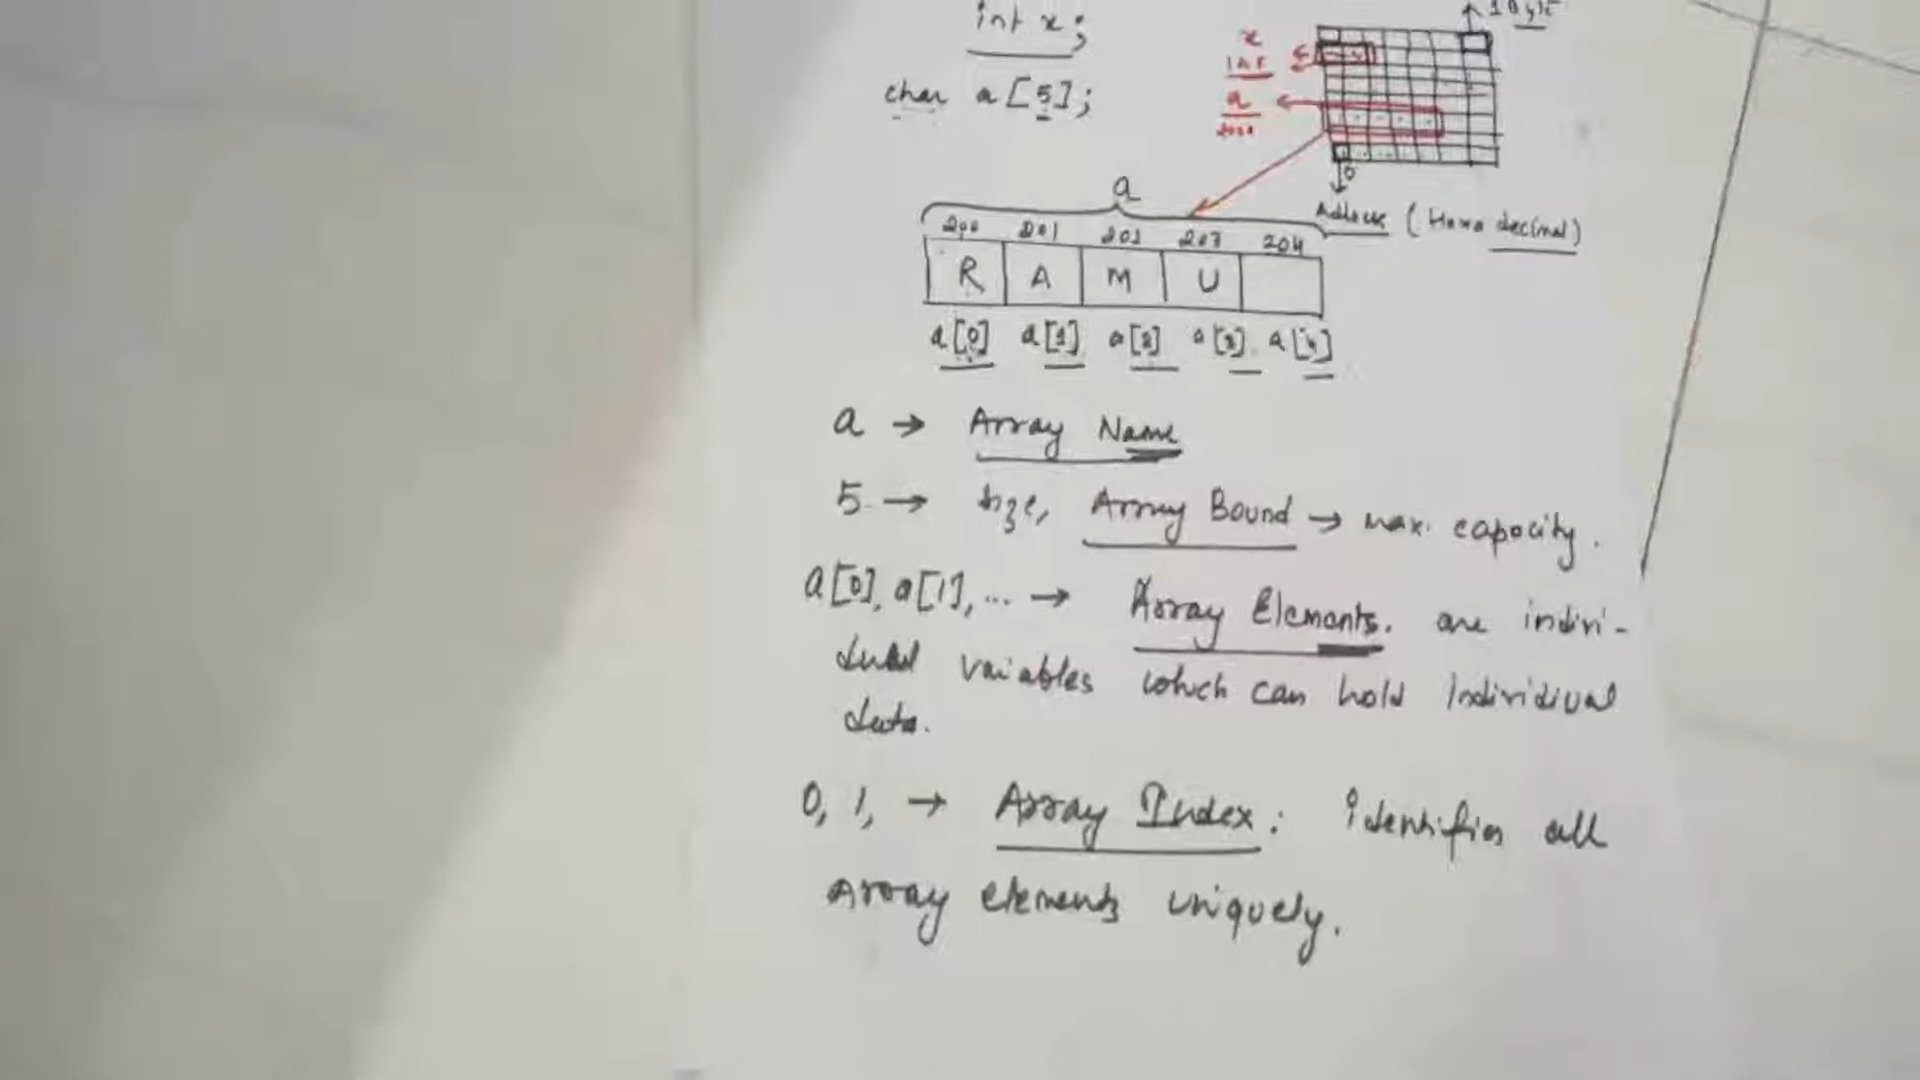 int x;
1 Byte
x
char a[5];
a
0
Address (Hexa decimal)
a
200 201 202 203 204
R A M U
a[0] a[1] a[2] a[3] a[4]
a → Array Name
5 → size, Array Bound → max. capacity.
a[0], a[1], ... → Array Elements. are indivi-
dual variables which can hold Individual
data.
0, 1, → Array Index: Identifies all
Array elements uniquely.